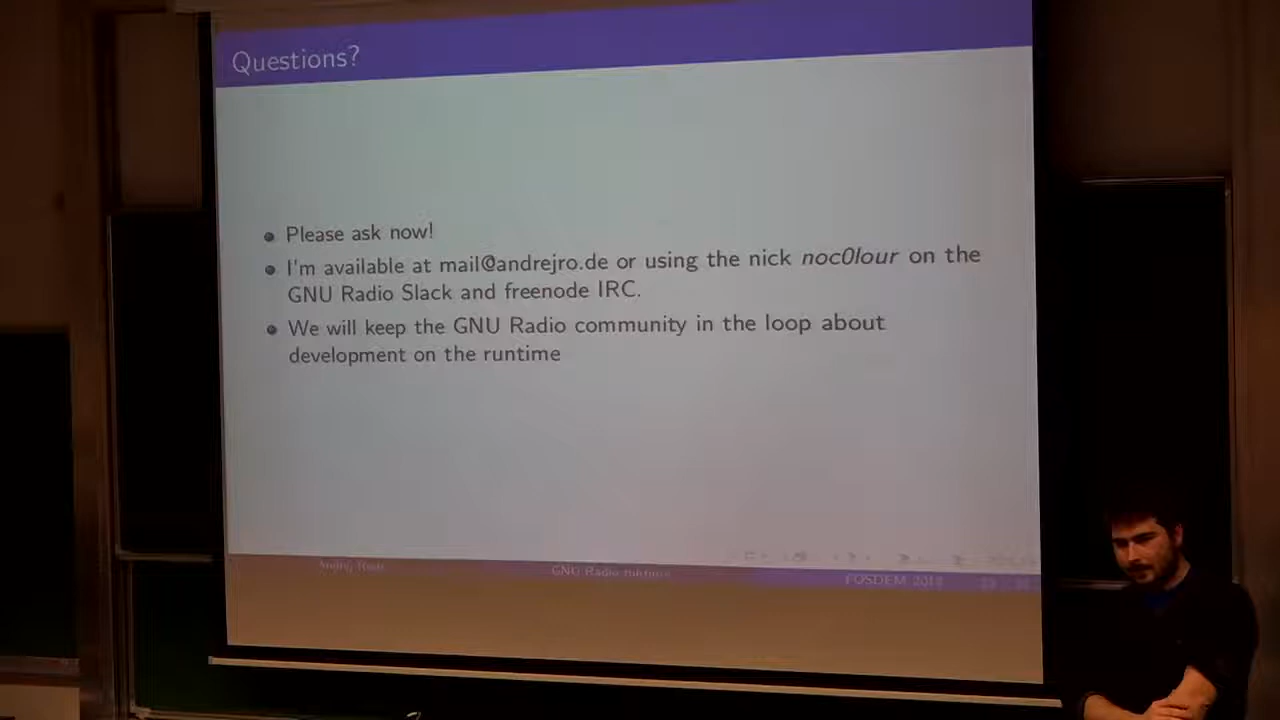 Questions?
Please ask now!
I'm available at mail@andrejro.de or using the nick noc0lour on the
GNU Radio Slack and freenode IRC.
We will keep the GNU Radio community in the loop about
development on the runtime
GNU Radio runtime
FOSDEM 2019